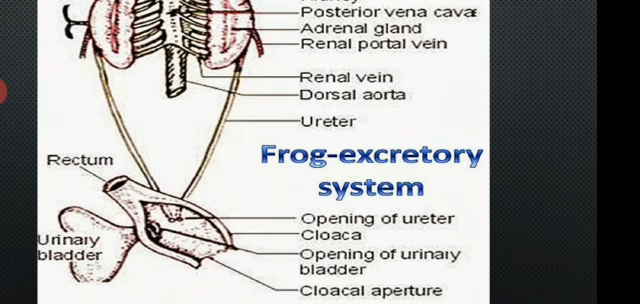 Posterior vena cava
Adrenal gland
Renal portal vein
Renal vein
Dorsal aorta
Ureter
Rectum
Frog-excretory
system
Opening of ureter
Cloaca
Urinary
bladder
Opening of urinary
bladder
Cloacal aperture